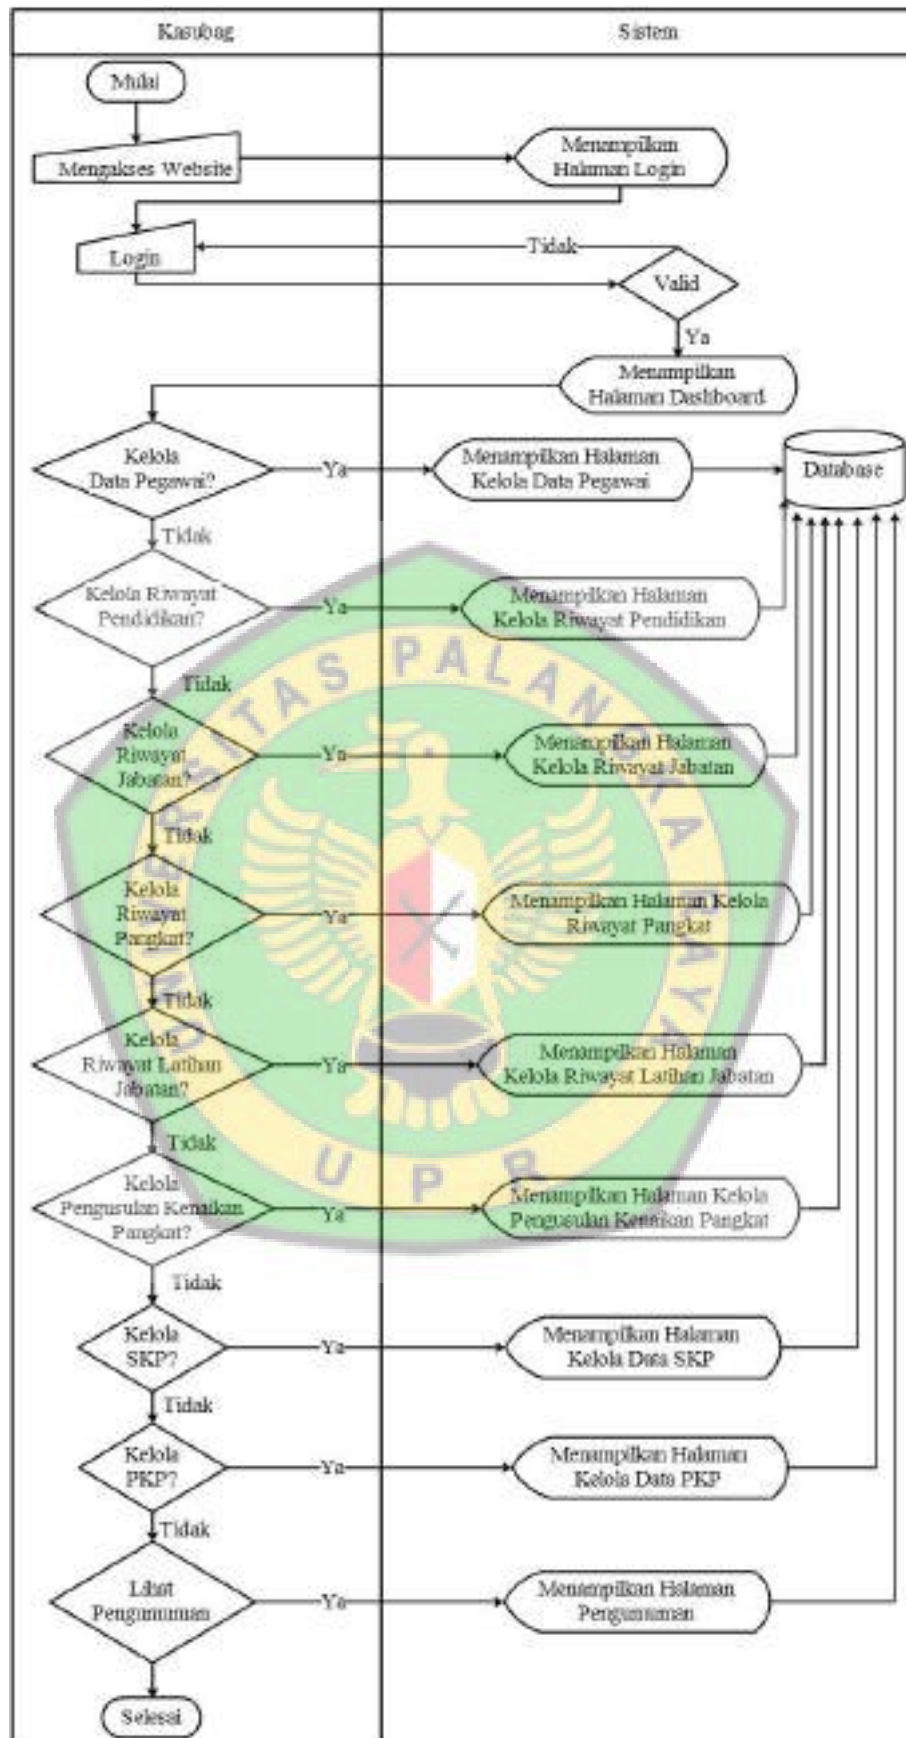 Kasubag
Sistem
Mulai
Mengakses Website
Menampilkan
Halaman Login
Login
Tidak
Valid
Ya
Menampilkan
Halaman Dashboard
Kelola
Data Pegawai?
Ya
Menampilkan Halaman
Kelola Data Pegawai
Database
Tidak
Kelola Riwayat
Pendidikan?
Ya
Menampilkan Halaman
Kelola Riwayat Pendidikan
Tidak
Kelola
Riwayat
Jabatan?
Ya
Menampilkan Halaman
Kelola Riwayat Jabatan
Tidak
Kelola
Riwayat
Pangkat?
Ya
Menampilkan Halaman Kelola
Riwayat Pangkat
Tidak
Kelola
Riwayat Latihan
Jabatan?
Ya
Menampilkan Halaman
Kelola Riwayat Latihan Jabatan
Tidak
Kelola
Pengusulan Kenaikan
Pangkat?
Ya
Menampilkan Halaman Kelola
Pengusulan Kenaikan Pangkat
Tidak
Kelola
SKP?
Ya
Menampilkan Halaman
Kelola Data SKP
Tidak
Kelola
PKP?
Ya
Menampilkan Halaman
Kelola Data PKP
Tidak
Lihat
Pengumuman
Ya
Menampilkan Halaman
Pengumuman
Selesai
UNIVERSITAS PALANGKA RAYA
UPR